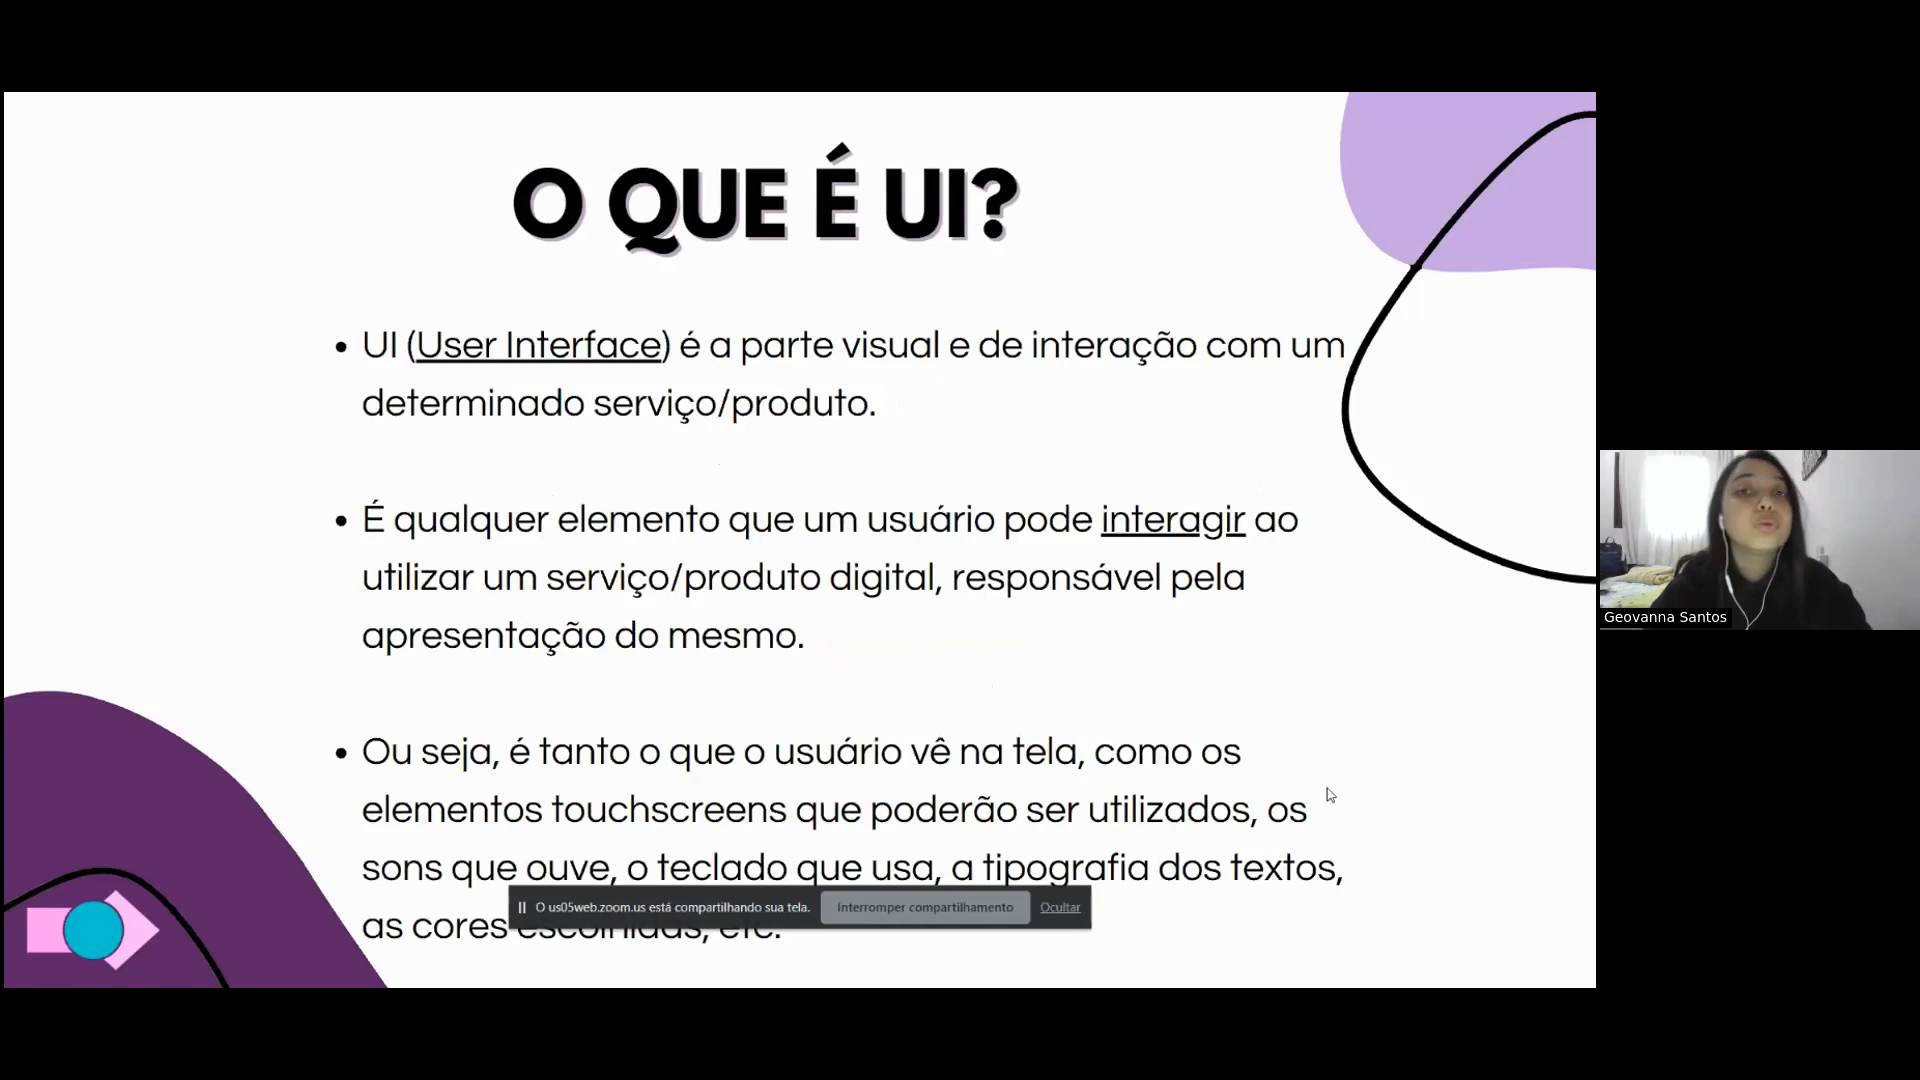 O QUE É UI?
• UI (User Interface) é a parte visual e de interação com um
determinado serviço/produto.
• É qualquer elemento que um usuário pode interagir ao
utilizar um serviço/produto digital, responsável pela
apresentação do mesmo.
• Ou seja, é tanto o que o usuário vê na tela, como os
elementos touchscreens que poderão ser utilizados, os
sons que ouve, o teclado que usa, a tipografia dos textos,
as cores escolhidas, etc.
O us05web.zoom.us está compartilhando sua tela. Interromper compartilhamento Ocultar
Geovanna Santos